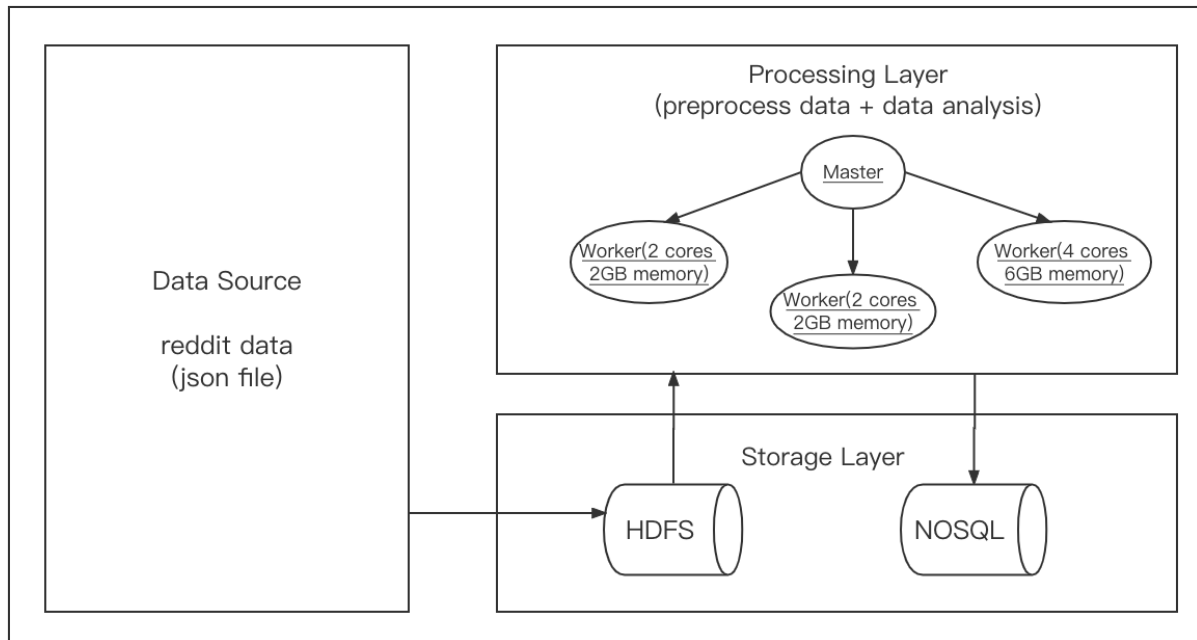 Data Source
reddit data
(json file)
Processing Layer
(preprocess data + data analysis)
Master
Worker(2 cores
2GB memory)
Worker(2 cores
2GB memory)
Worker(4 cores
6GB memory)
Storage Layer
HDFS
NOSQL